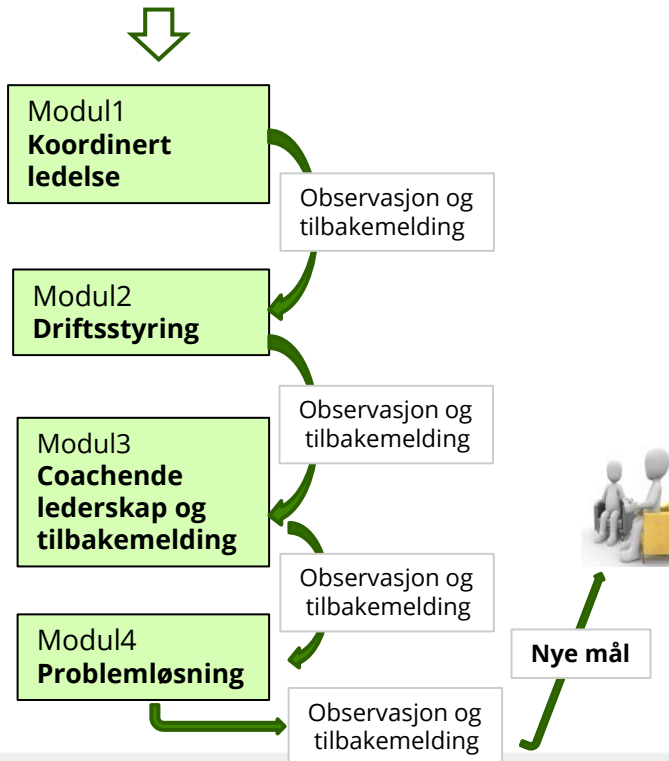 Modul1
Koordinert
ledelse
Observasjon og
tilbakemelding
Modul2
Driftsstyring
Observasjon og
tilbakemelding
Modul3
Coachende
lederskap og
tilbakemelding
Observasjon og
tilbakemelding
Modul4
Problemløsning
Nye mål
Observasjon og
tilbakemelding